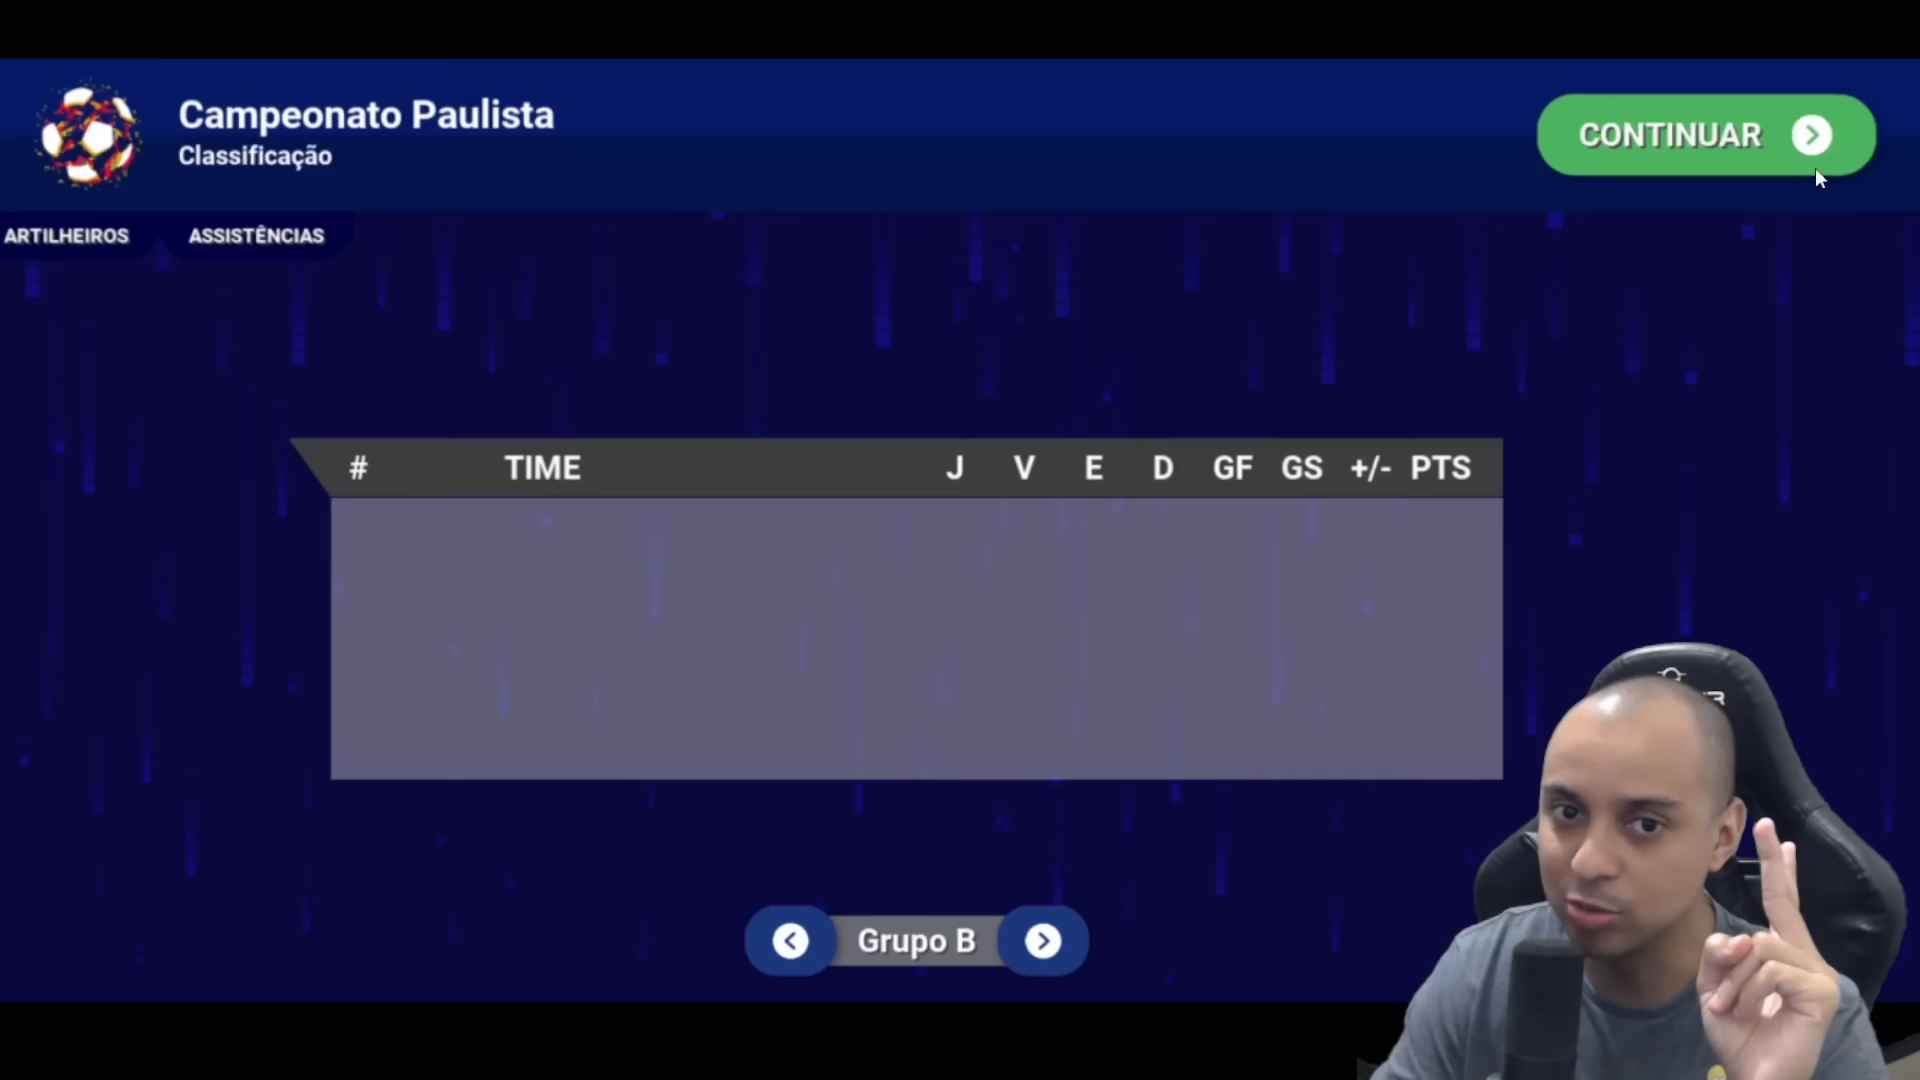 Campeonato Paulista
Classificação
CONTINUAR
ARTILHEIROS ASSISTÊNCIAS
# TIME J V E D GF GS +/- PTS
Grupo B